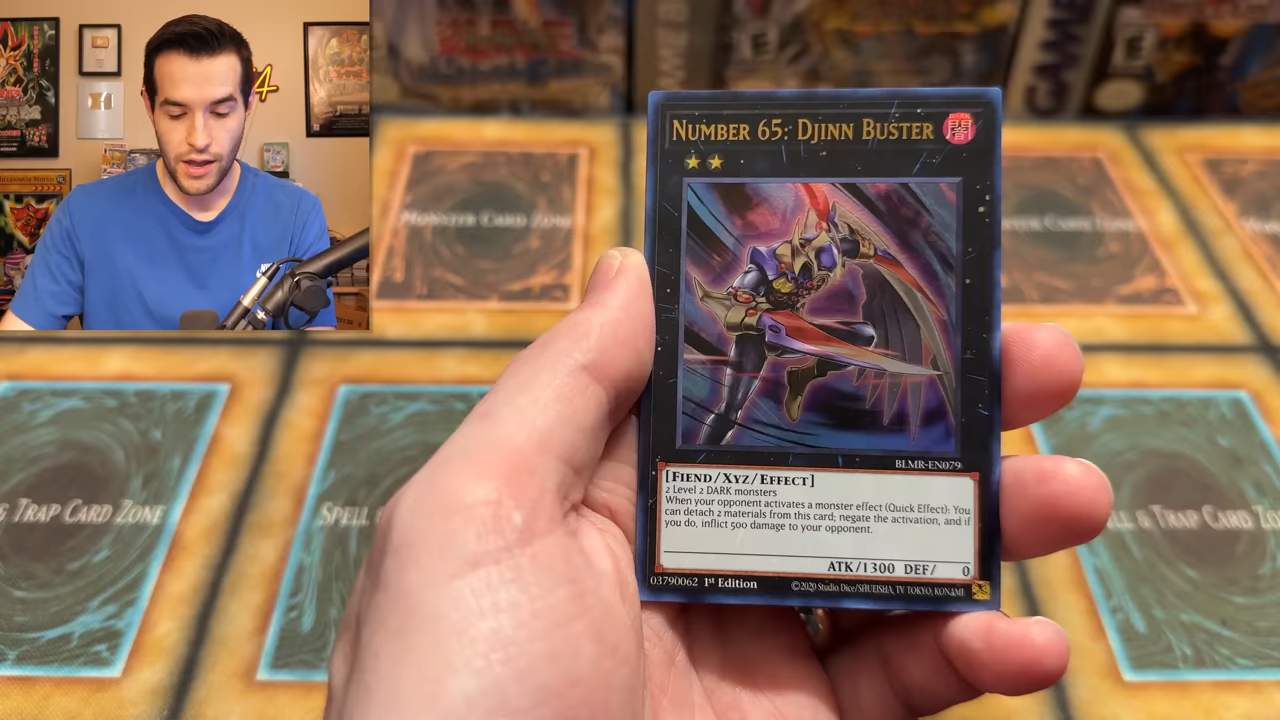 NUMBER 65: DJINN BUSTER 闇
BLMR-EN079
[FIEND/XYZ/EFFECT]
2 Level 2 DARK monsters
When your opponent activates a monster effect (Quick Effect): You
can detach 2 materials from this card; negate the activation, and if
you do, inflict 500 damage to your opponent.
ATK/1300 DEF/ 0
03790062 1st Edition ©2020 Studio Dice/SHUEISHA, TV TOKYO, KONAMI
MONSTER CARD ZONE
TRAP CARD ZONE
SPELL
& TRAP CARD
GAME
E
E
4